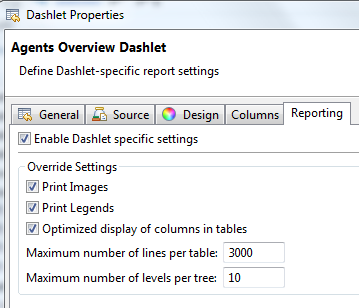 Dashlet Properties
Agents Overview Dashlet
Define Dashlet-specific report settings
General Source Design Columns Reporting
Enable Dashlet specific settings
Override Settings
Print Images
Print Legends
Optimized display of columns in tables
Maximum number of lines per table: 3000
Maximum number of levels per tree: 10